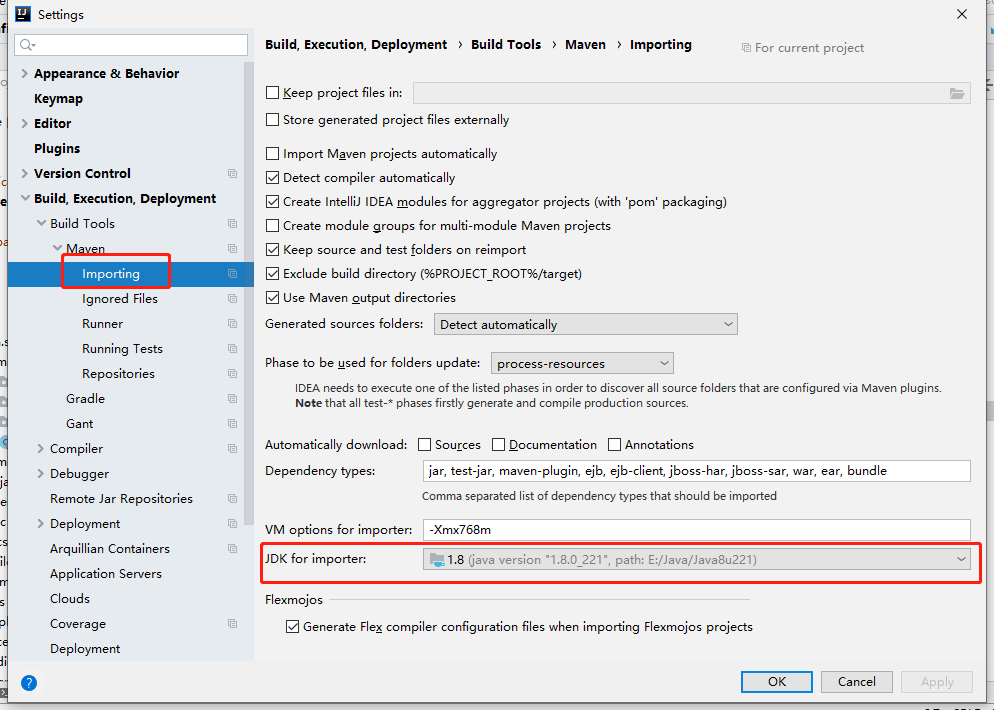 Settings
Build, Execution, Deployment › Build Tools › Maven › Importing
For current project
Appearance & Behavior
Keymap
Editor
Plugins
Version Control
Build, Execution, Deployment
Build Tools
Maven
Importing
Ignored Files
Runner
Running Tests
Repositories
Gradle
Gant
Compiler
Debugger
Remote Jar Repositories
Deployment
Arquillian Containers
Application Servers
Clouds
Coverage
Deployment
Keep project files in:
Store generated project files externally
Import Maven projects automatically
Detect compiler automatically
Create IntelliJ IDEA modules for aggregator projects (with 'pom' packaging)
Create module groups for multi-module Maven projects
Keep source and test folders on reimport
Exclude build directory (%PROJECT_ROOT%/target)
Use Maven output directories
Generated sources folders: Detect automatically
Phase to be used for folders update: process-resources
IDEA needs to execute one of the listed phases in order to discover all source folders that are configured via Maven plugins.
Note that all test-* phases firstly generate and compile production sources.
Automatically download: Sources Documentation Annotations
Dependency types: jar, test-jar, maven-plugin, ejb, ejb-client, jboss-har, jboss-sar, war, ear, bundle
Comma separated list of dependency types that should be imported
VM options for importer: -Xmx768m
JDK for importer: 1.8 (java version "1.8.0_221", path: E:/Java/Java8u221)
Flexmojos
Generate Flex compiler configuration files when importing Flexmojos projects
?
OK Cancel Apply